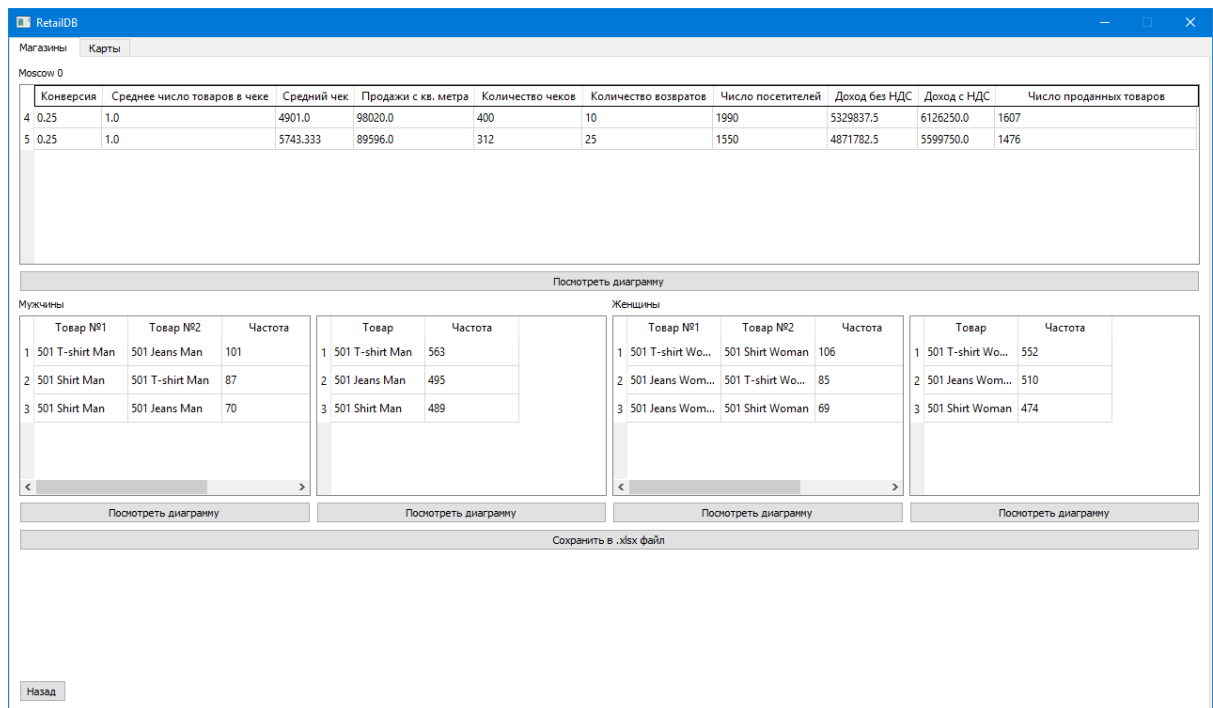 RetailDB
Магазины Карты
Moscow 0
Конверсия Среднее число товаров в чеке Средний чек Продажи с кв. метра Количество чеков Количество возвратов Число посетителей Доход без НДС Доход с НДС Число проданных товаров
4 0.25 1.0 4901.0 98020.0 400 10 1990 5329837.5 6126250.0 1607
5 0.25 1.0 5743.333 89596.0 312 25 1550 4871782.5 5599750.0 1476
Посмотреть диаграмму
Мужчины Женщины
Товар №1 Товар №2 Частота Товар Частота Товар №1 Товар №2 Частота Товар Частота
1 501 T-shirt Man 501 Jeans Man 101 1 501 T-shirt Man 563 1 501 T-shirt Wo... 501 Shirt Woman 106 1 501 T-shirt Wo... 552
2 501 Shirt Man 501 T-shirt Man 87 2 501 Jeans Man 495 2 501 Jeans Wom... 501 T-shirt Wo... 85 2 501 Jeans Wom... 510
3 501 Shirt Man 501 Jeans Man 70 3 501 Shirt Man 489 3 501 Jeans Wom... 501 Shirt Woman 69 3 501 Shirt Woman 474
Посмотреть диаграмму Посмотреть диаграмму Посмотреть диаграмму Посмотреть диаграмму
Сохранить в .xlsx файл
Назад